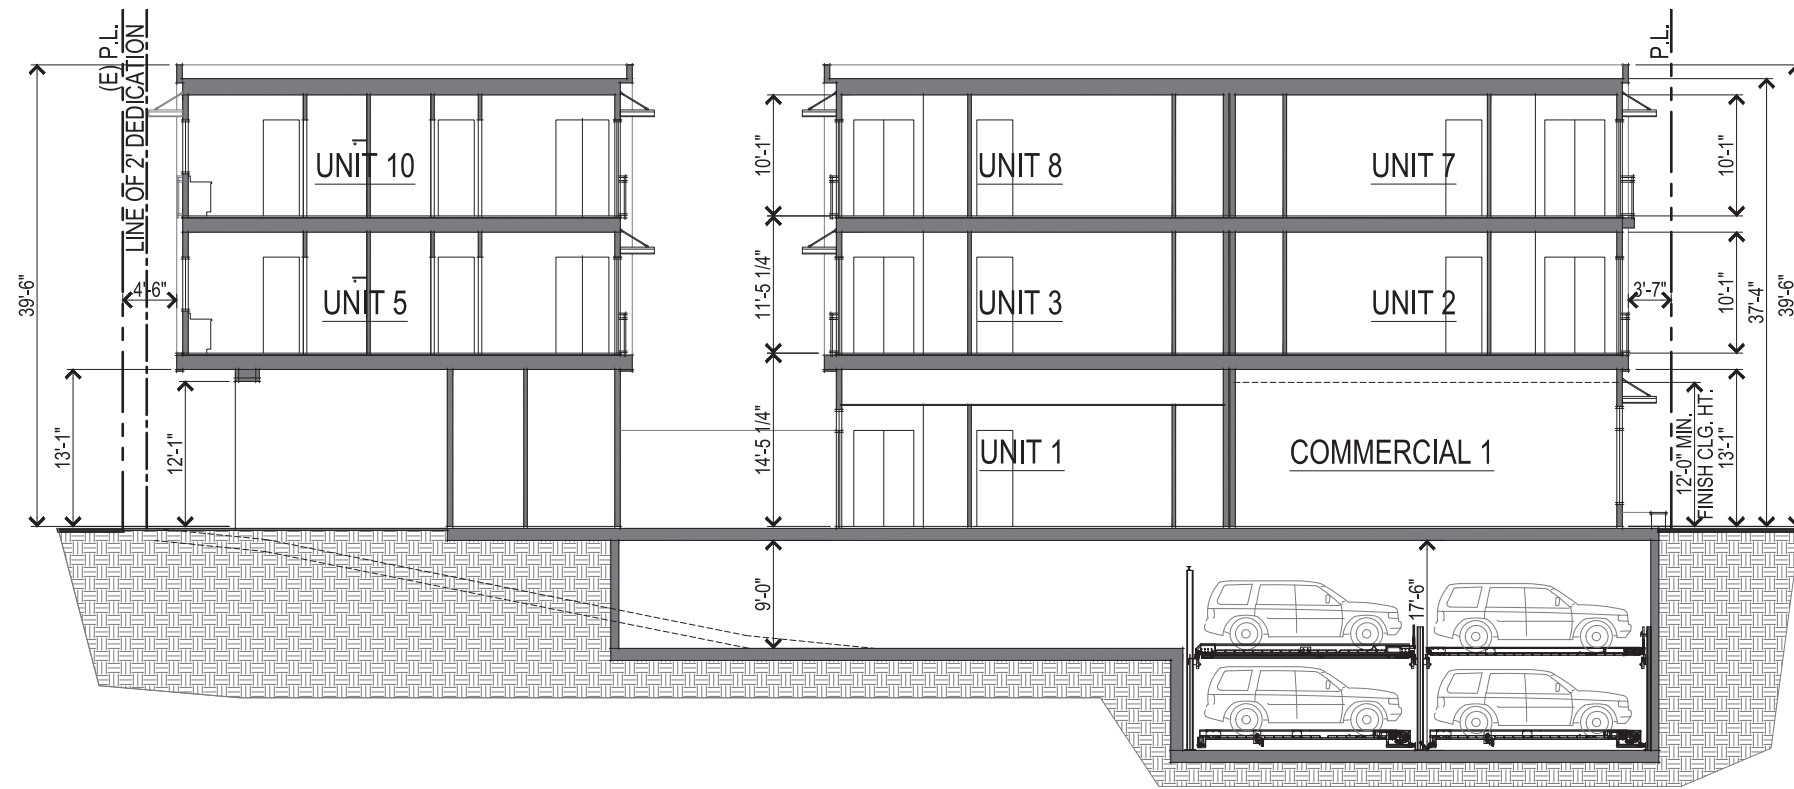 (E) P.L.
LINE OF 2' DEDICATION
P.L.
UNIT 10
UNIT 8
UNIT 7
10'-1"
10'-1"
39'-6"
4'-6"
UNIT 5
11'-5 1/4"
UNIT 3
UNIT 2
3'-7"
10'-1"
37'-4"
39'-6"
13'-1"
12'-1"
14'-5 1/4"
UNIT 1
COMMERCIAL 1
12'-0" MIN.
FINISH CLG. HT.
13'-1"
9'-0"
17'-6"